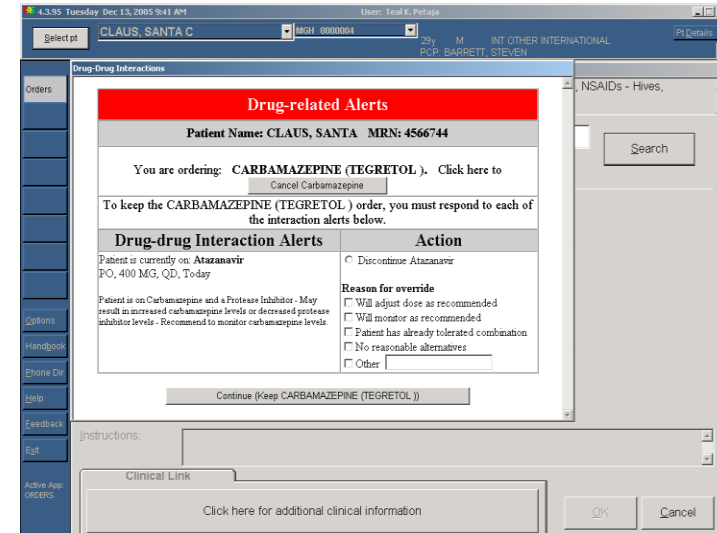 4.3.95 Tuesday Dec 13, 2005 9:41 AM User: Teal K. Petaja
Select pt CLAUS, SANTA C MGH 0000004 29y M INT OTHER INTERNATIONAL Pt Details
PCP: BARRETT, STEVEN
Drug-Drug Interactions
Orders
, NSAIDs - Hives,
Search
Drug-related Alerts
Patient Name: CLAUS, SANTA MRN: 4566744
You are ordering: CARBAMAZEPINE (TEGRETOL ). Click here to
Cancel Carbamazepine
To keep the CARBAMAZEPINE (TEGRETOL ) order, you must respond to each of
the interaction alerts below.
Drug-drug Interaction Alerts
Patient is currently on: Atazanavir
PO, 400 MG, QD, Today
Patient is on Carbamazepine and a Protease Inhibitor - May
result in increased carbamazepine levels or decreased protease
inhibitor levels - Recommend to monitor carbamazepine levels.
Action
Discontinue Atazanavir
Reason for override
Will adjust dose as recommended
Will monitor as recommended
Patient has already tolerated combination
No reasonable alternatives
Other
Continue (Keep CARBAMAZEPINE (TEGRETOL ))
Options
Handbook
Phone Dir
Help
Feedback
Exit
Active App:
ORDERS
Instructions:
Clinical Link
Click here for additional clinical information
OK
Cancel